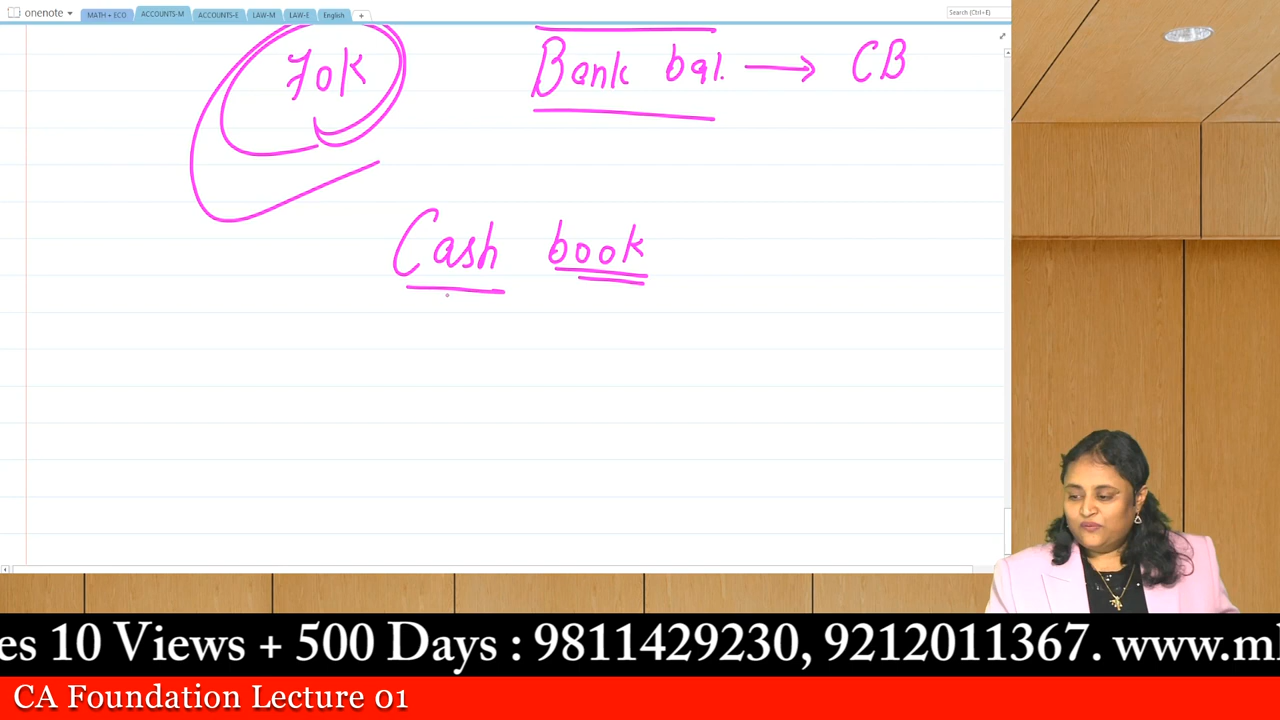 onenote MATH + ECO ACCOUNTS-M ACCOUNTS-E LAW-M LAW-E English + Search (Ctrl+E)
70k Bank bal. → CB
Cash book
es 10 Views + 500 Days : 9811429230, 9212011367. www.m
CA Foundation Lecture 01